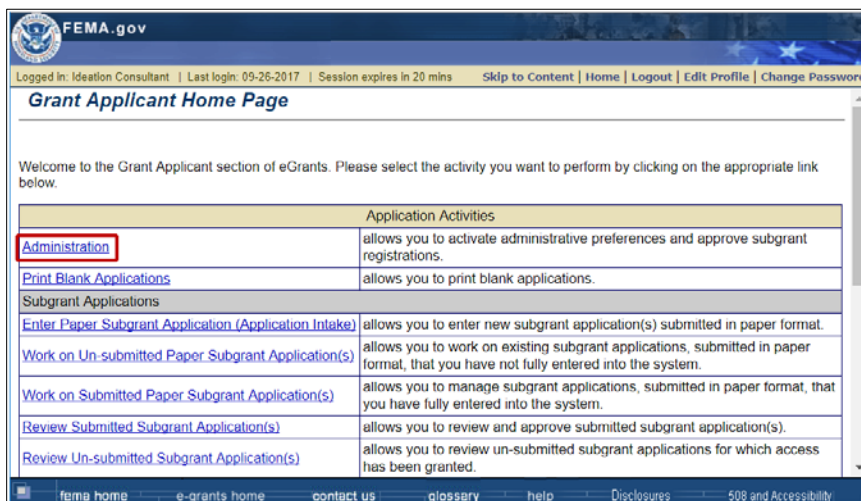 FEMA.gov
Logged in: Ideation Consultant | Last login: 09-26-2017 | Session expires in 20 mins Skip to Content | Home | Logout | Edit Profile | Change Password
Grant Applicant Home Page
Welcome to the Grant Applicant section of eGrants. Please select the activity you want to perform by clicking on the appropriate link
below.
Application Activities
Administration allows you to activate administrative preferences and approve subgrant
registrations.
Print Blank Applications allows you to print blank applications.
Subgrant Applications
Enter Paper Subgrant Application (Application Intake) allows you to enter new subgrant application(s) submitted in paper format.
Work on Un-submitted Paper Subgrant Application(s) allows you to work on existing subgrant applications, submitted in paper
format, that you have not fully entered into the system.
Work on Submitted Paper Subgrant Application(s) allows you to manage subgrant applications, submitted in paper format, that
you have fully entered into the system.
Review Submitted Subgrant Application(s) allows you to review and approve submitted subgrant application(s).
Review Un-submitted Subgrant Application(s) allows you to review un-submitted subgrant applications for which access
has been granted.
fema home e-grants home contact us glossary help Disclosures 508 and Accessibility